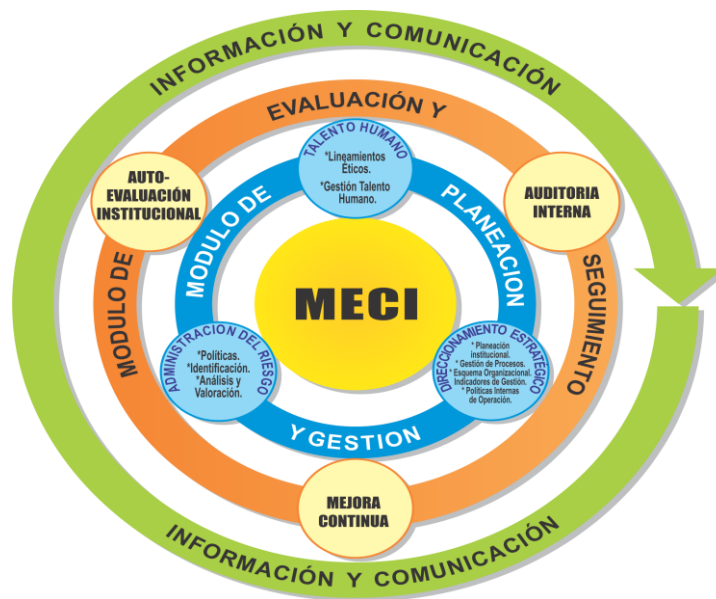 INFORMACIÓN Y COMUNICACIÓN
EVALUACIÓN Y
TALENTO HUMANO
*Lineamientos
Éticos.
*Gestión Talento
Humano.
AUTO-
EVALUACIÓN
INSTITUCIONAL
AUDITORIA
INTERNA
MODULO DE
PLANEACION
MECI
MODULO DE
SEGUIMIENTO
ADMINISTRACION DEL RIESGO
*Políticas.
*Identificación.
*Análisis y
Valoración.
DIRECCIONAMIENTO ESTRATÉGICO
* Planeación
institucional.
* Gestión de Procesos.
* Esquema Organizacional.
Indicadores de Gestión.
* Políticas Internas
de Operación.
Y GESTION
MEJORA
CONTINUA
INFORMACIÓN Y COMUNICACIÓN